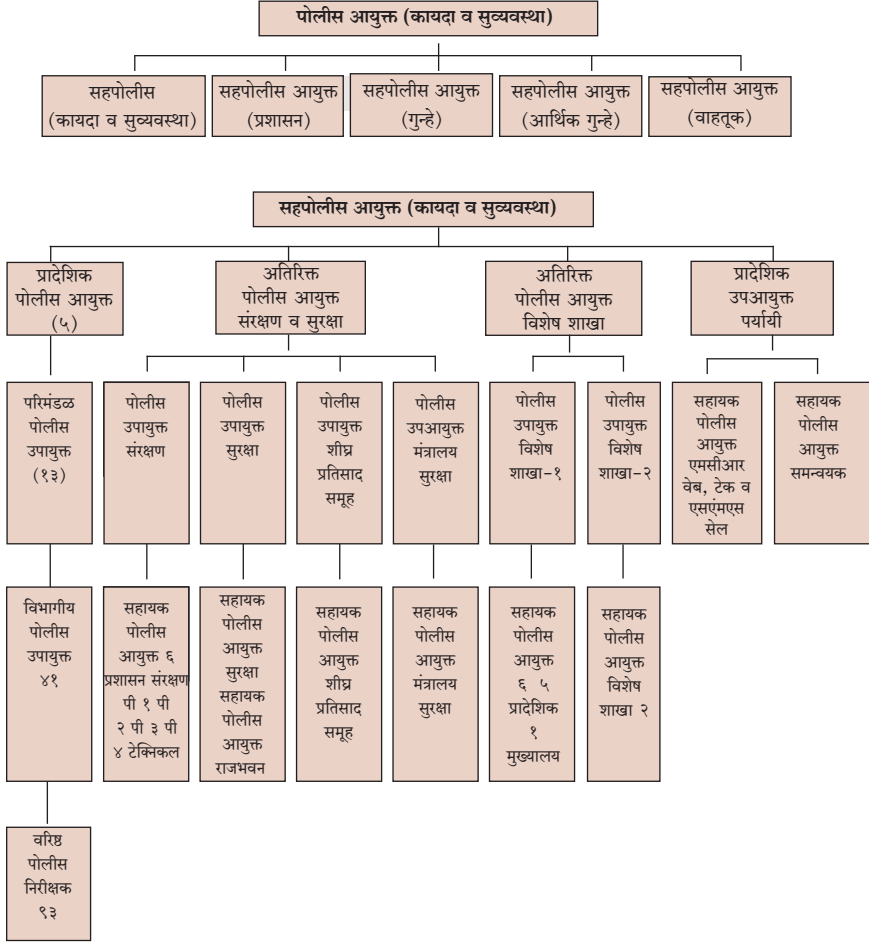 पोलीस आयुक्त (कायदा व सुव्यवस्था)
सहपोलीस
(कायदा व सुव्यवस्था)
सहपोलीस आयुक्त
(प्रशासन)
सहपोलीस आयुक्त
(गुन्हे)
सहपोलीस आयुक्त
(आर्थिक गुन्हे)
सहपोलीस आयुक्त
(वाहतूक)
सहपोलीस आयुक्त (कायदा व सुव्यवस्था)
प्रादेशिक
पोलीस आयुक्त
(५)
अतिरिक्त
पोलीस आयुक्त
संरक्षण व सुरक्षा
अतिरिक्त
पोलीस आयुक्त
विशेष शाखा
प्रादेशिक
उपआयुक्त
पर्यायी
परिमंडळ
पोलीस
उपायुक्त
(१३)
पोलीस
उपायुक्त
संरक्षण
पोलीस
उपायुक्त
सुरक्षा
पोलीस
उपायुक्त
शीघ्र
प्रतिसाद
समूह
पोलीस
उपआयुक्त
मंत्रालय
सुरक्षा
पोलीस
उपायुक्त
विशेष
शाखा-१
पोलीस
उपायुक्त
विशेष
शाखा-२
सहायक
पोलीस
आयुक्त
एमसीआर
वेब, टेक व
एसएंमएस
सेल
सहायक
पोलीस
आयुक्त
समन्वयक
विभागीय
पोलीस
उपायुक्त
४१
सहायक
पोलीस
आयुक्त ६
प्रशासन संरक्षण
पी १ पी
२ पी ३ पी
४ टेक्निकल
सहायक
पोलीस
आयुक्त
सुरक्षा
सहायक
पोलीस
आयुक्त
राजभवन
सहायक
पोलीस
आयुक्त
शीघ्र
प्रतिसाद
समूह
सहायक
पोलीस
आयुक्त
मंत्रालय
सुरक्षा
सहायक
पोलीस
आयुक्त
६ ५
प्रादेशिक
१
मुख्यालय
सहायक
पोलीस
आयुक्त
विशेष
शाखा २
वरिष्ठ
पोलीस
निरीक्षक
९३